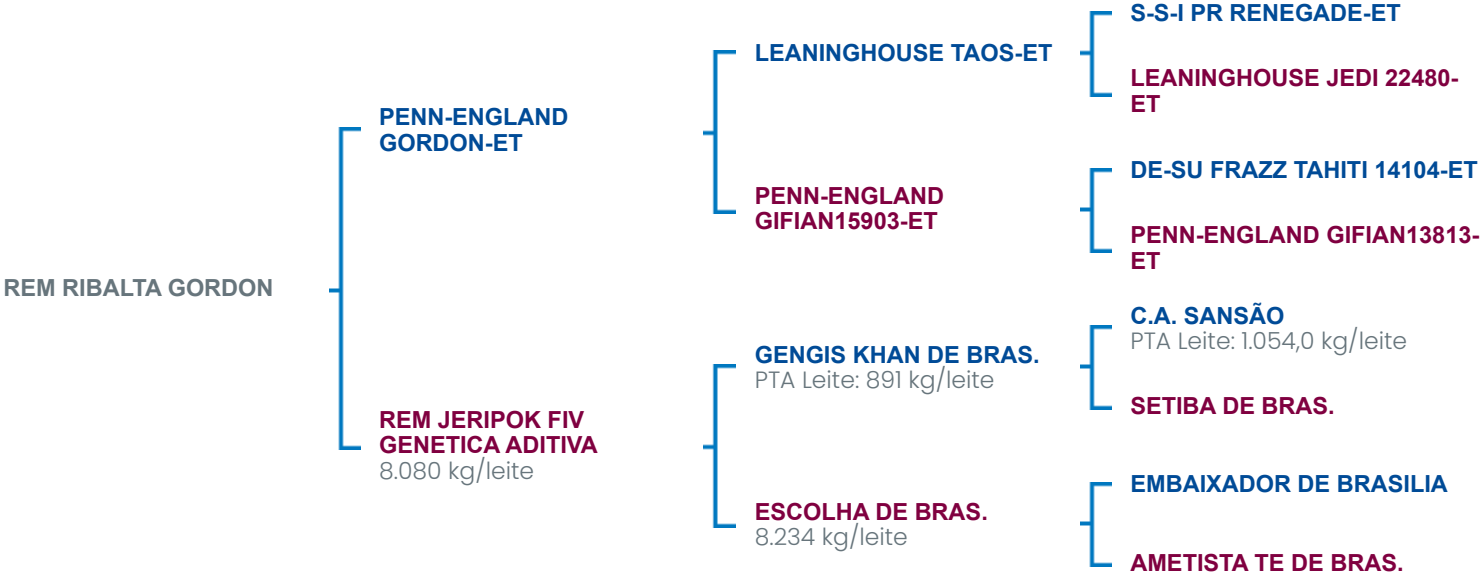 S-S-I PR RENEGADE-ET
LEANINGHOUSE TAOS-ET
LEANINGHOUSE JEDI 22480-
ET
PENN-ENGLAND
GORDON-ET
DE-SU FRAZZ TAHITI 14104-ET
PENN-ENGLAND
GIFIAN15903-ET
PENN-ENGLAND GIFIAN13813-
ET
REM RIBALTA GORDON
C.A. SANSÃO
PTA Leite: 1.054,0 kg/leite
GENGIS KHAN DE BRAS.
PTA Leite: 891 kg/leite
SETIBA DE BRAS.
REM JERIPOK FIV
GENETICA ADITIVA
8.080 kg/leite
EMBAIXADOR DE BRASILIA
ESCOLHA DE BRAS.
8.234 kg/leite
AMETISTA TE DE BRAS.